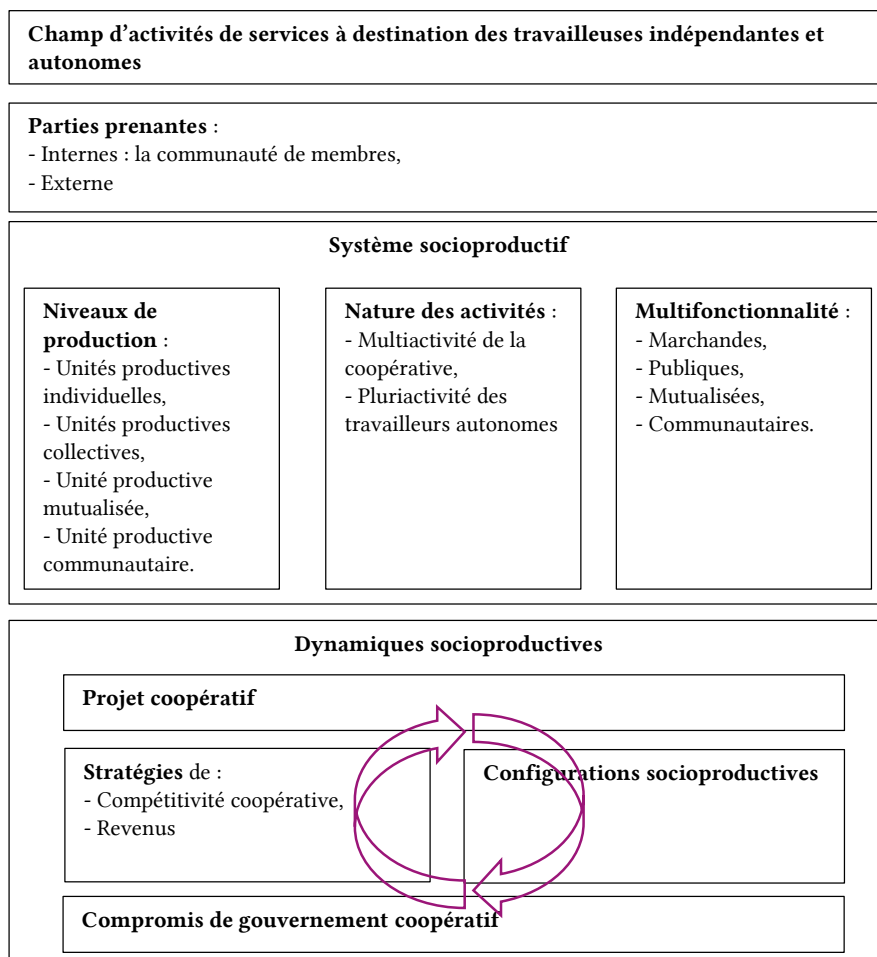 Champ d’activités de services à destination des travailleuses indépendantes et
autonomes
Parties prenantes :
- Internes : la communauté de membres,
- Externe
Système socioproductif
Niveaux de
production :
- Unités productives
individuelles,
- Unités productives
collectives,
- Unité productive
mutualisée,
- Unité productive
communautaire.
Nature des activités :
- Multiactivité de la
coopérative,
- Pluriactivité des
travailleurs autonomes
Multifonctionnalité :
- Marchandes,
- Publiques,
- Mutualisées,
- Communautaires.
Dynamiques socioproductives
Projet coopératif
Stratégies de :
- Compétitivité coopérative,
- Revenus
Configurations socioproductives
Compromis de gouvernement coopératif